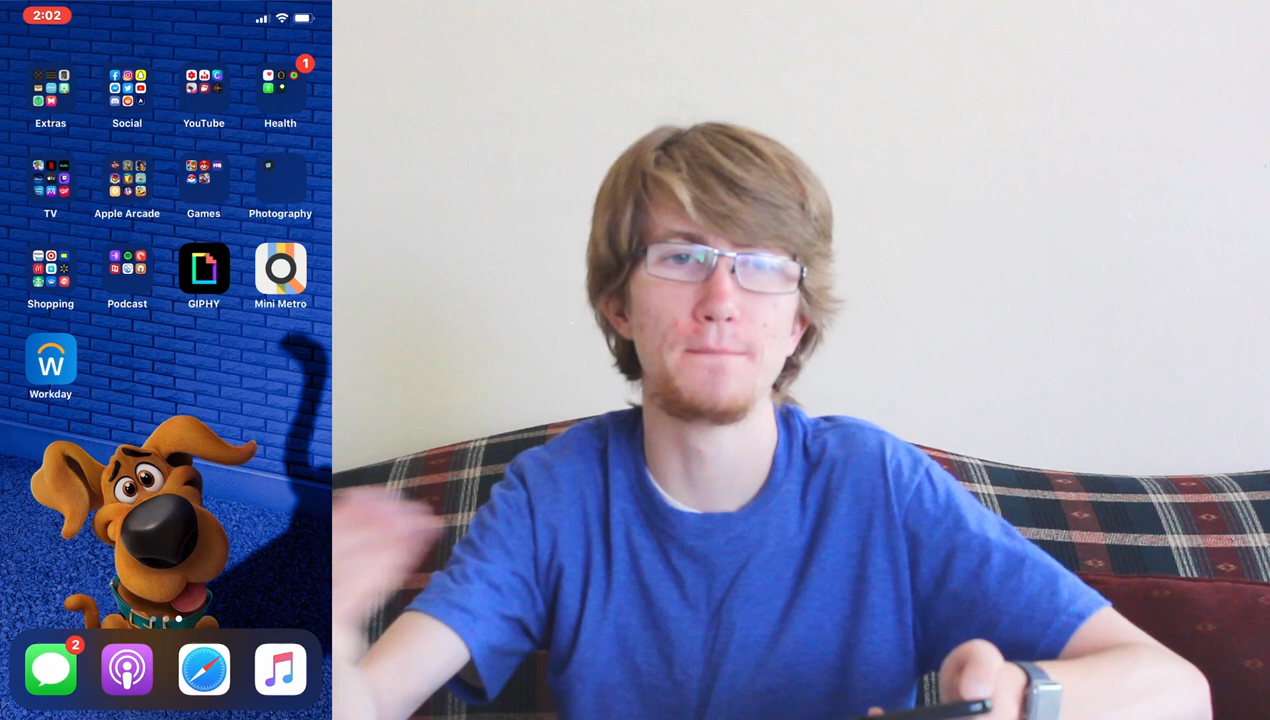 2:02
1
Extras Social YouTube Health
TV Apple Arcade Games Photography
Shopping Podcast GIPHY Mini Metro
W
Workday
2